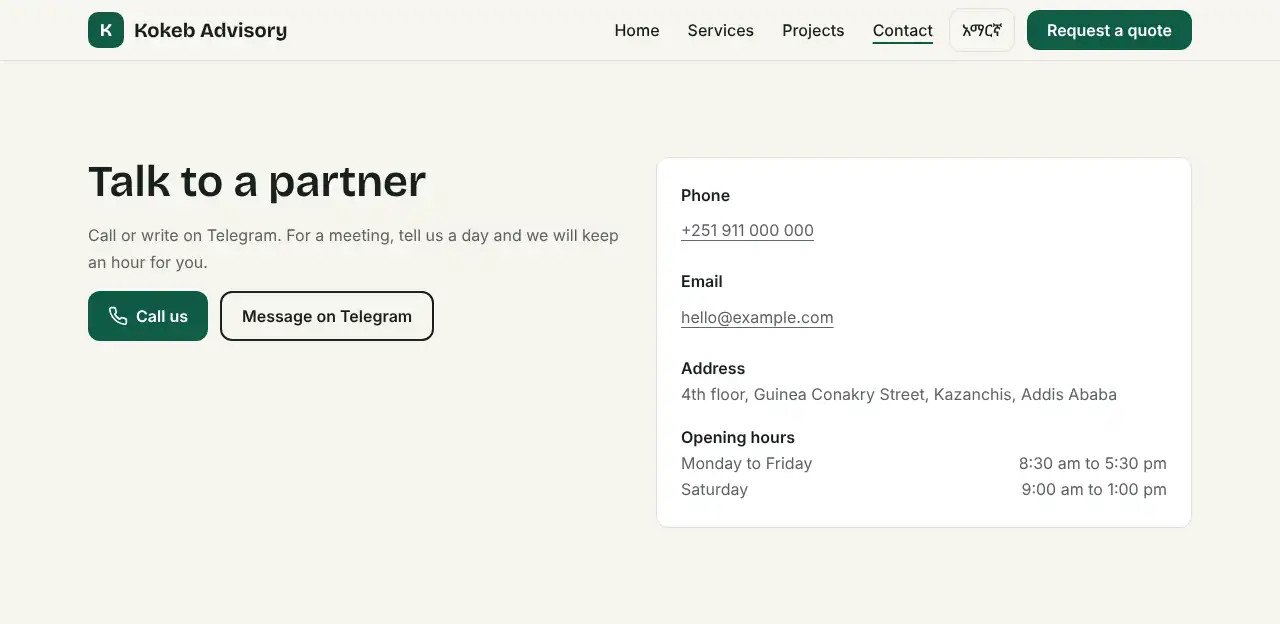 K Kokeb Advisory
Home Services Projects Contact አማርኛ Request a quote
Talk to a partner
Call or write on Telegram. For a meeting, tell us a day and we will keep
an hour for you.
Call us Message on Telegram
Phone
+251 911 000 000
Email
hello@example.com
Address
4th floor, Guinea Conakry Street, Kazanchis, Addis Ababa
Opening hours
Monday to Friday 8:30 am to 5:30 pm
Saturday 9:00 am to 1:00 pm